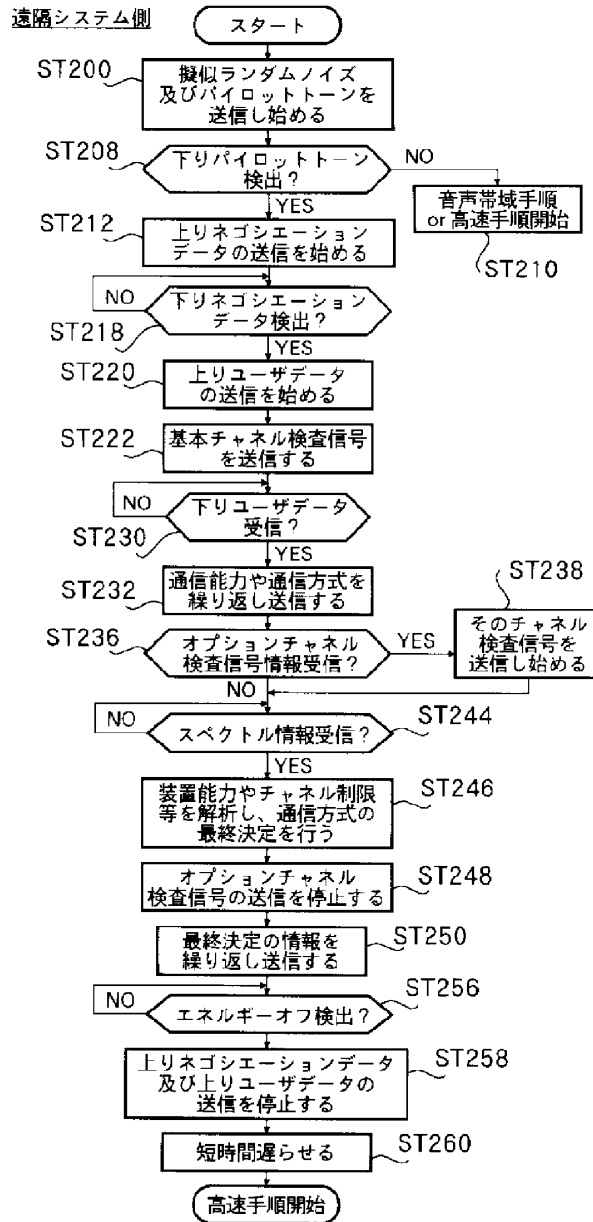 遠隔システム側
スタート
ST200
擬似ランダムノイズ
及びパイロットトーンを
送信し始める
ST208
下りパイロットトーン
検出?
NO
YES
音声帯域手順
or 高速手順開始
ST210
ST212
上りネゴシエーション
データの送信を始める
NO
下りネゴシエーション
データ検出?
ST218
YES
ST220
上りユーザデータ
の送信を始める
ST222
基本チャネル検査信号
を送信する
NO
下りユーザデータ
受信?
ST230
YES
ST232
通信能力や通信方式を
繰り返し送信する
ST236
オプションチャネル
検査信号情報受信?
YES
ST238
そのチャネル
検査信号を
送信し始める
NO
NO
スペクトル情報受信?
ST244
YES
装置能力やチャネル制限
等を解析し、通信方式の
最終決定を行う
ST246
オプションチャネル
検査信号の送信を停止する
ST248
最終決定の情報を
繰り返し送信する
ST250
NO
エネルギーオフ検出?
ST256
YES
上りネゴシエーションデータ
及び上りユーザデータの
送信を停止する
ST258
短時間遅らせる
ST260
高速手順開始